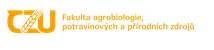 ČZU
Fakulta agrobiologie,
potravinových a přírodních zdrojů